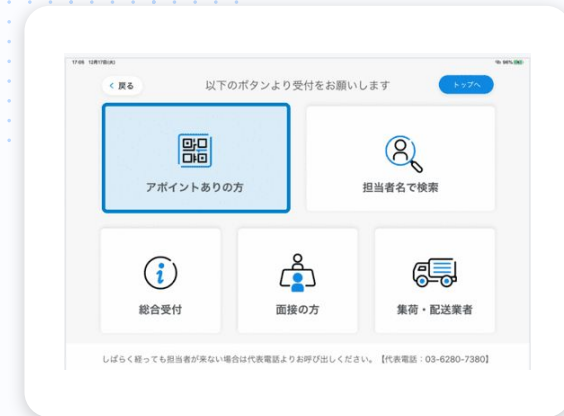 17:05 12月17日(火)
96%
戻る
以下のボタンより受付をお願いします
トップへ
アポイントありの方
担当者名で検索
総合受付
面接の方
集荷・配送業者
しばらく経っても担当者が来ない場合は代表電話よりお呼び出しください。【代表電話：03-6280-7380】